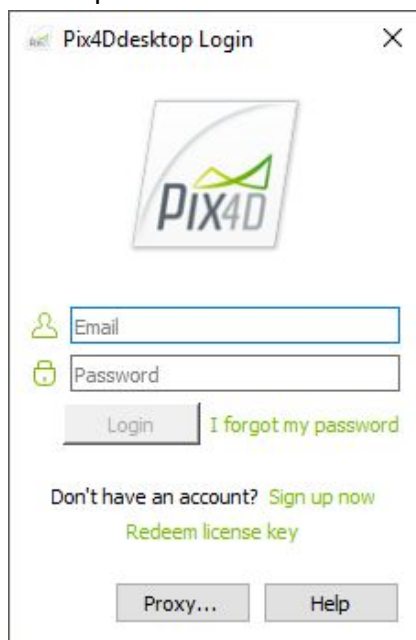 Pix4Ddesktop Login
PIX4D
Email
Password
Login I forgot my password
Don't have an account? Sign up now
Redeem license key
Proxy... Help